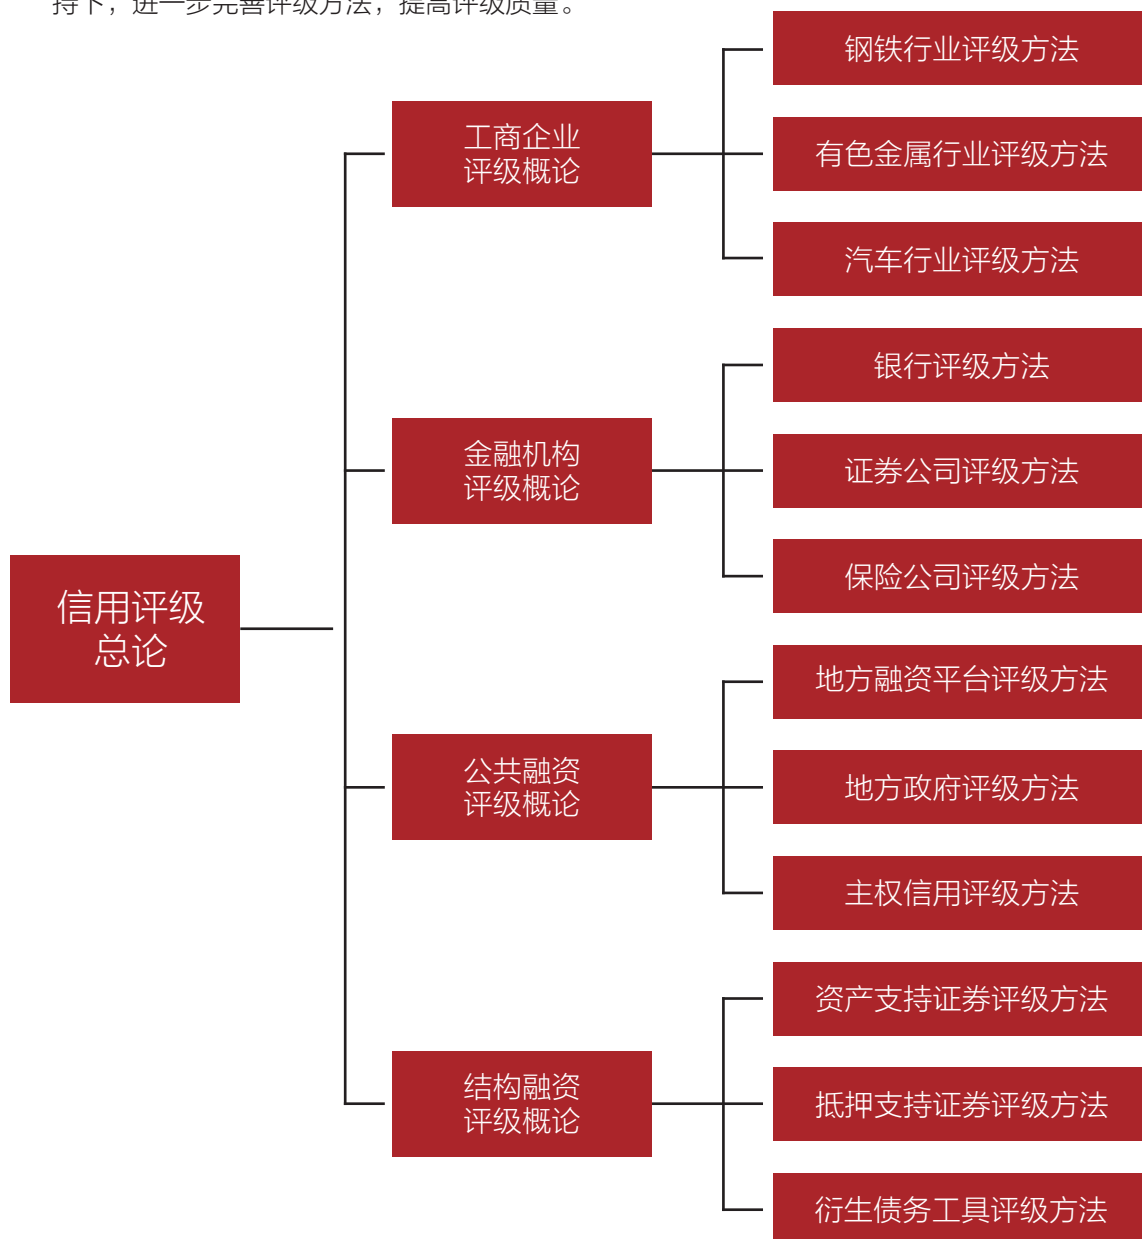 持下，进一步完善评级方法，提高评级质量。
钢铁行业评级方法
工商企业
评级概论
有色金属行业评级方法
汽车行业评级方法
银行评级方法
金融机构
评级概论
证券公司评级方法
保险公司评级方法
信用评级
总论
地方融资平台评级方法
公共融资
评级概论
地方政府评级方法
主权信用评级方法
资产支持证券评级方法
结构融资
评级概论
抵押支持证券评级方法
衍生债务工具评级方法